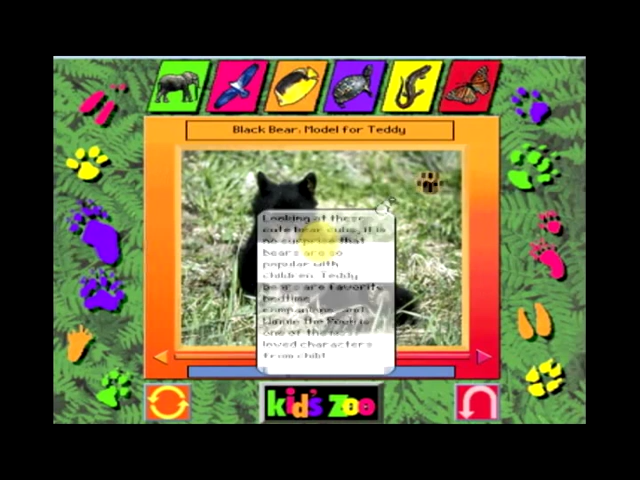 Black Bear, Model for Teddy
Looking at these
cute bear cubs, it is
no surprise that
bears are so
popular with
children. Teddy
bears are favorite
bedtime
companions, and
Winnie the Pooh is
one of the
loved characters
from child
kid's zoo